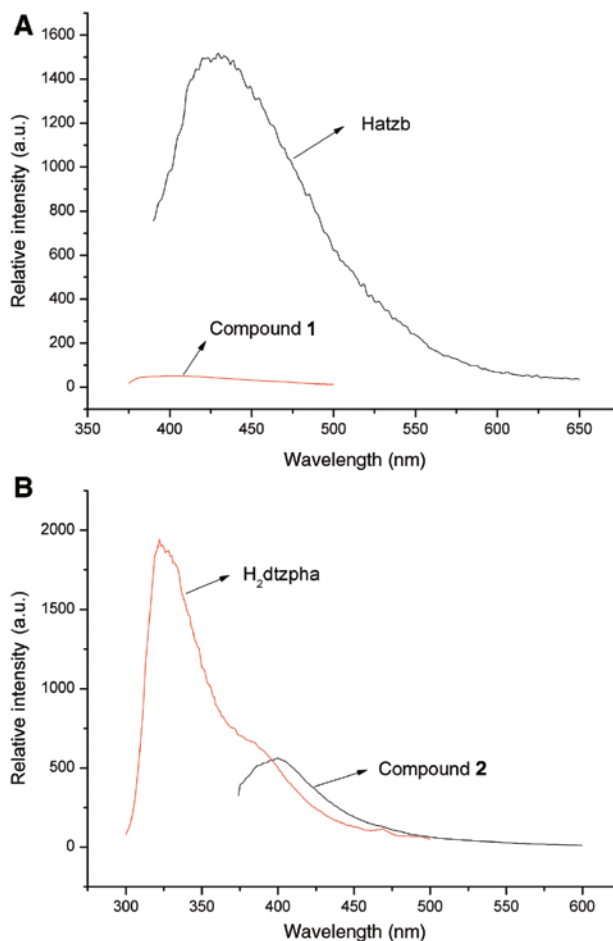 A
1600
1400
1200
1000
800
600
400
200
0
Relative intensity (a.u.)
Hatzb
Compound 1
350 400 450 500 550 600 650
Wavelength (nm)
B
2000
1500
1000
500
0
Relative intensity (a.u.)
H₂dtzpha
Compound 2
300 350 400 450 500 550 600
Wavelength (nm)